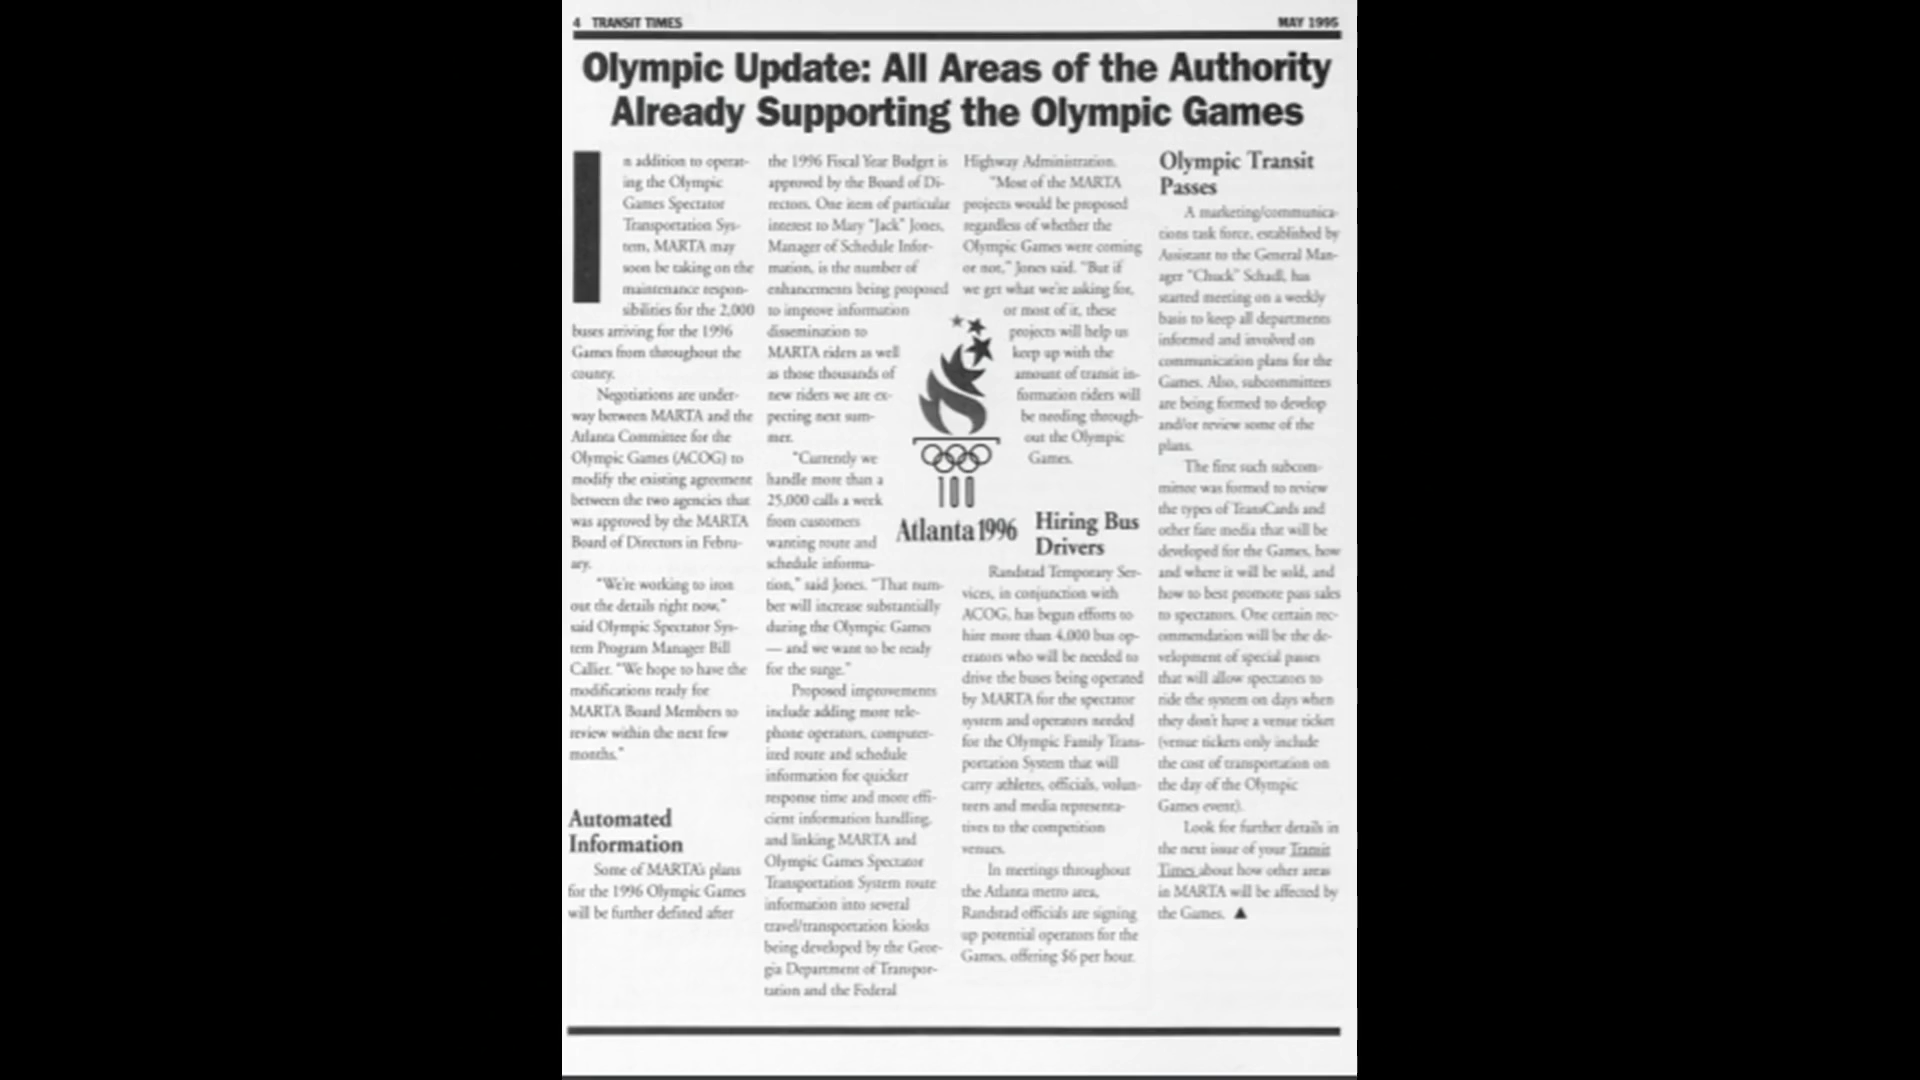 4 TRANSIT TIMES
MAY 1995
Olympic Update: All Areas of the Authority
Already Supporting the Olympic Games
In addition to operat-
ing the Olympic
Games Spectator
Transportation Sys-
tem, MARTA may
soon be taking on the
maintenance respon-
sibilities for the 2,000
buses arriving for the 1996
Games from throughout the
county.
Negotiations are under-
way between MARTA and the
Atlanta Committee for the
Olympic Games (ACOG) to
modify the existing agreement
between the two agencies that
was approved by the MARTA
Board of Directors in Febru-
ary.
"We're working to iron
out the details right now,"
said Olympic Spectator Sys-
tem Program Manager Bill
Callier. "We hope to have the
modifications ready for
MARTA Board Members to
review within the next few
months."
Automated
Information
Some of MARTA's plans
for the 1996 Olympic Games
will be further defined after
the 1996 Fiscal Year Budget is
approved by the Board of Di-
rectors. One item of particular
interest to Mary "Jack" Jones,
Manager of Schedule Infor-
mation, is the number of
enhancements being proposed
to improve information
dissemination to
MARTA riders as well
as those thousands of
new riders we are ex-
pecting next sum-
mer.
"Currently we
handle more than a
25,000 calls a week
from customers
wanting route and
schedule informa-
tion," said Jones. "That num-
ber will increase substantially
during the Olympic Games
— and we want to be ready
for the surge."
Proposed improvements
include adding more tele-
phone operators, computer-
ized route and schedule
information for quicker
response time and more effi-
cient information handling,
and linking MARTA and
Olympic Games Spectator
Transportation System route
information into several
travel/transportation kiosks
being developed by the Geor-
gia Department of Transpor-
tation and the Federal
Highway Administration.
"Most of the MARTA
projects would be proposed
regardless of whether the
Olympic Games were coming
or not," Jones said. "But if
we get what we're asking for,
or most of it, these
projects will help us
keep up with the
amount of transit in-
formation riders will
be needing through-
out the Olympic
Games.
100
Atlanta 1996
Hiring Bus
Drivers
Randstad Temporary Ser-
vices, in conjunction with
ACOG, has begun efforts to
hire more than 4,000 bus op-
erators who will be needed to
drive the buses being operated
by MARTA for the spectator
system and operators needed
for the Olympic Family Trans-
portation System that will
carry athletes, officials, volun-
teers and media representa-
tives to the competition
venues.
In meetings throughout
the Atlanta metro area,
Randstad officials are signing
up potential operators for the
Games, offering $6 per hour.
Olympic Transit
Passes
A marketing/communica-
tions task force, established by
Assistant to the General Man-
ager "Chuck" Schadl, has
started meeting on a weekly
basis to keep all departments
informed and involved on
communication plans for the
Games. Also, subcommittees
are being formed to develop
and/or review some of the
plans.
The first such subcom-
mittee was formed to review
the types of TransCards and
other fare media that will be
developed for the Games, how
and where it will be sold, and
how to best promote pass sales
to spectators. One certain rec-
ommendation will be the de-
velopment of special passes
that will allow spectators to
ride the system on days when
they don't have a venue ticket
(venue tickets only include
the cost of transportation on
the day of the Olympic
Games event).
Look for further details in
the next issue of your Transit
Times about how other areas
in MARTA will be affected by
the Games. ▲